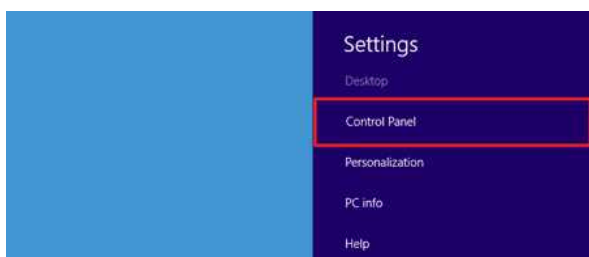 Settings
Desktop
Control Panel
Personalization
PC info
Help